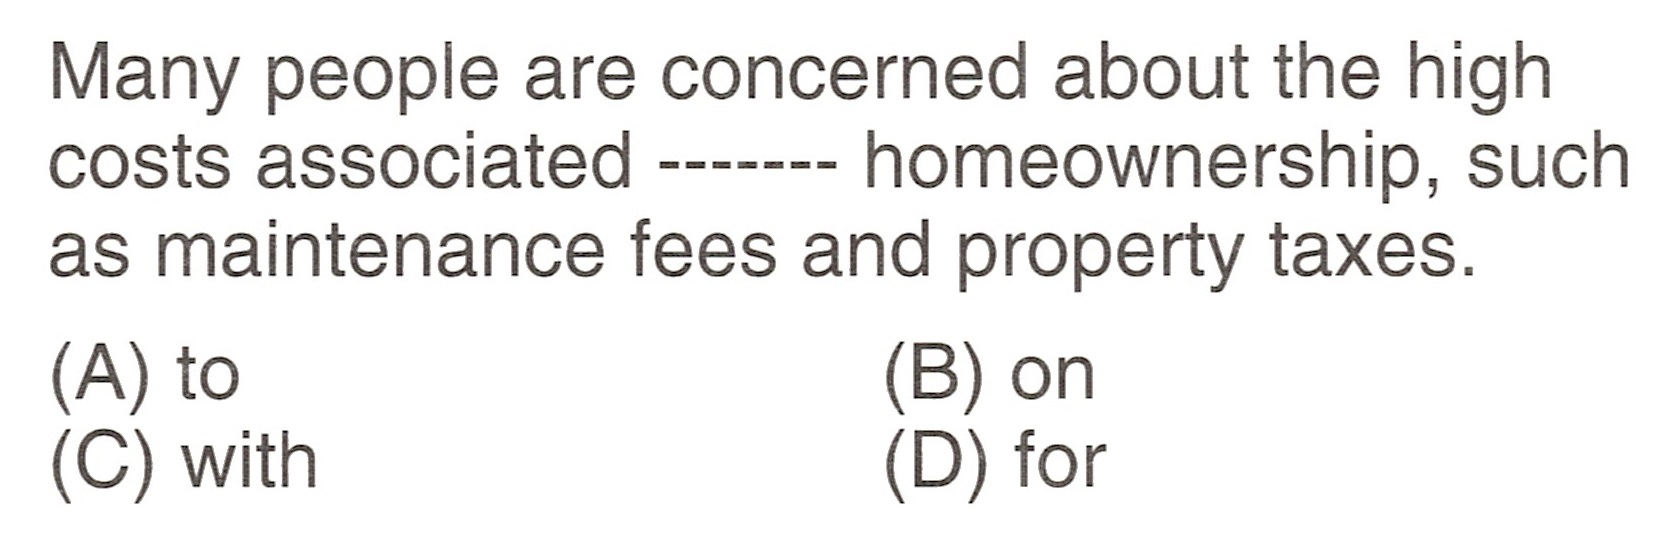 Many people are concerned about the high
costs associated ------- homeownership, such
as maintenance fees and property taxes.
(A) to (B) on
(C) with (D) for